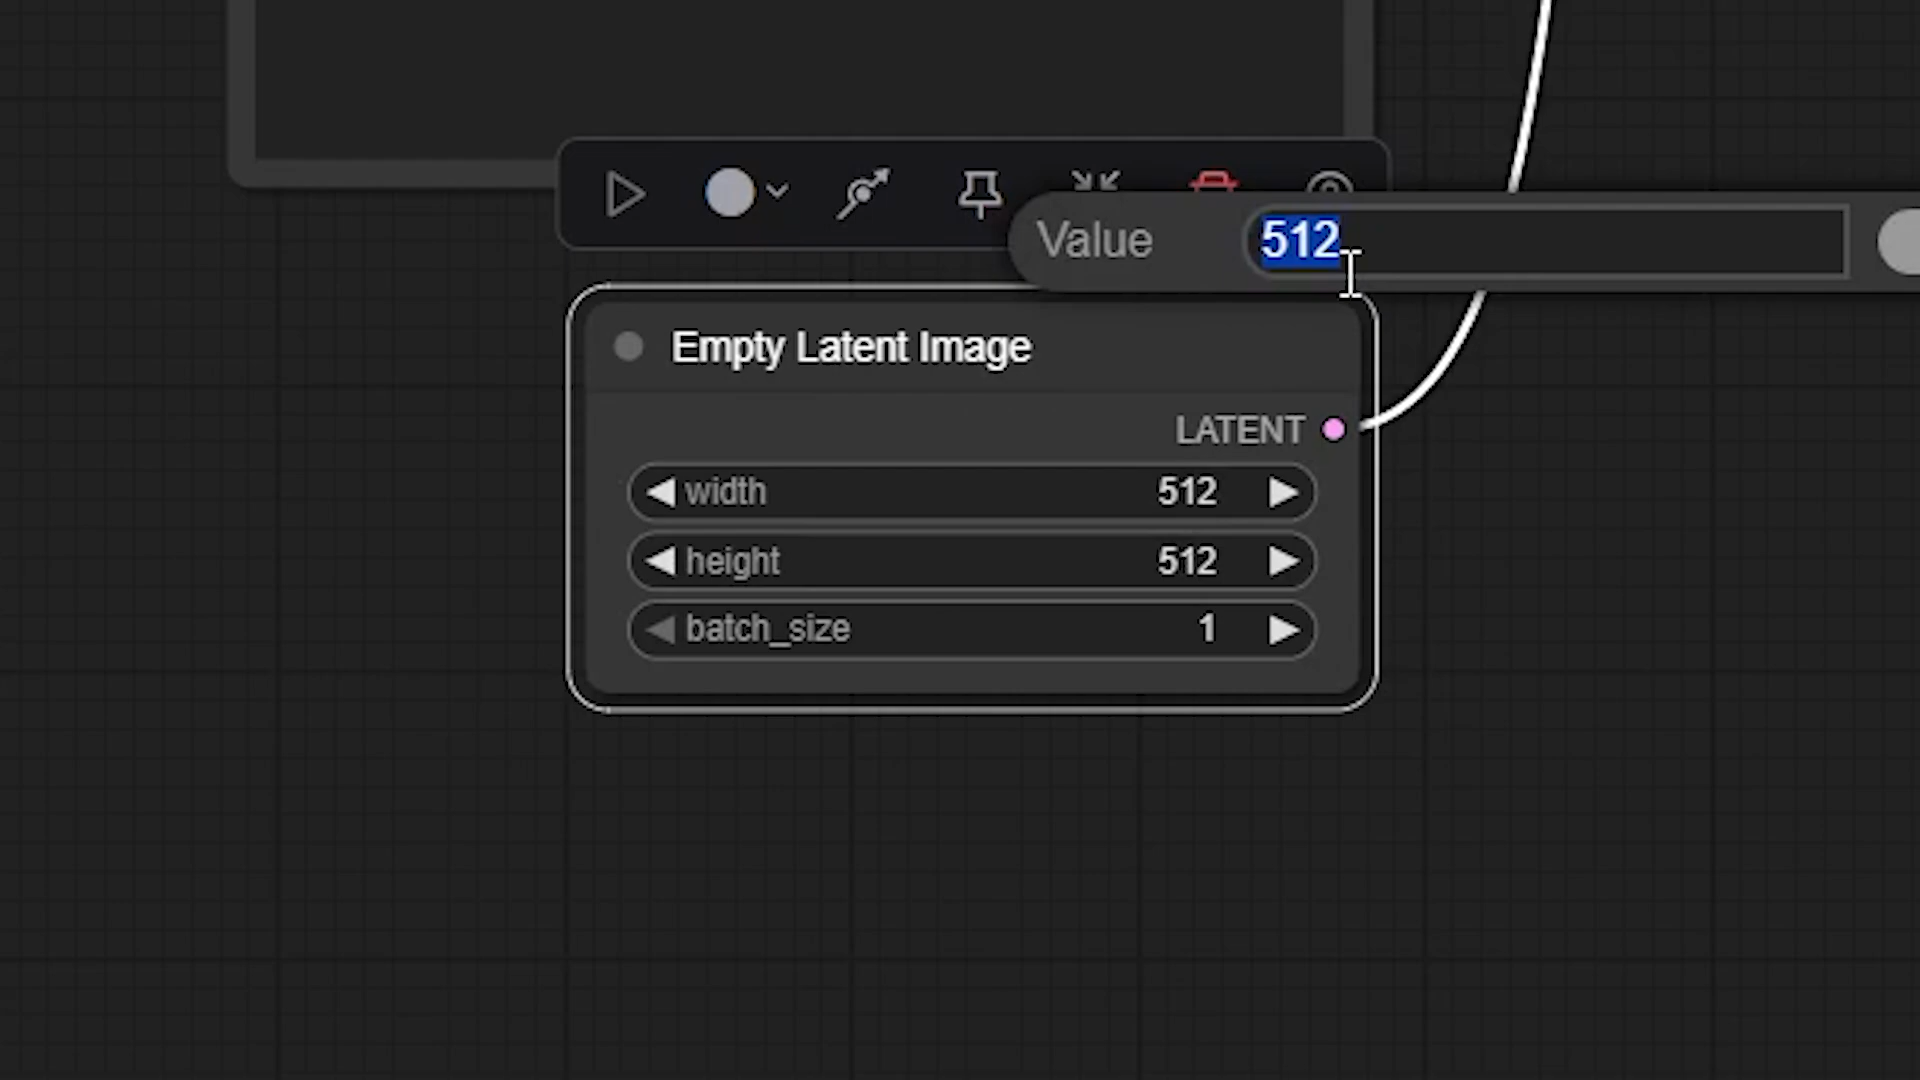 Value 512
Empty Latent Image
LATENT
width 512
height 512
batch_size 1